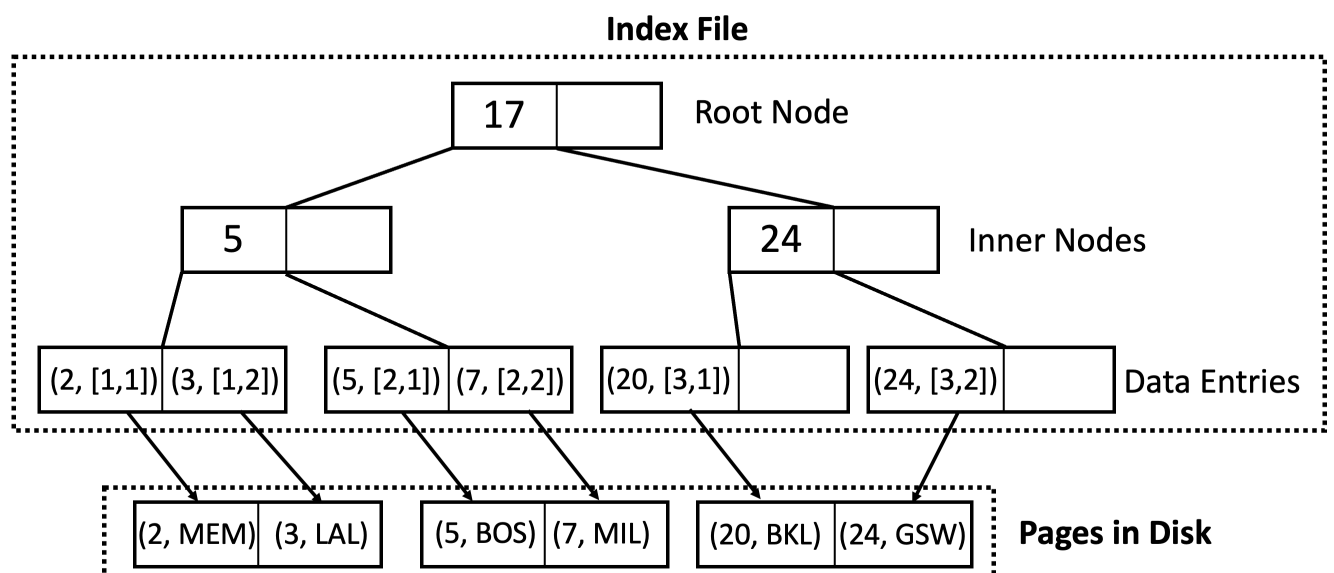 Index File
17
Root Node
5
24
Inner Nodes
(2, [1,1]) (3, [1,2]) (5, [2,1]) (7, [2,2]) (20, [3,1]) (24, [3,2]) Data Entries
(2, MEM) (3, LAL) (5, BOS) (7, MIL) (20, BKL) (24, GSW) Pages in Disk